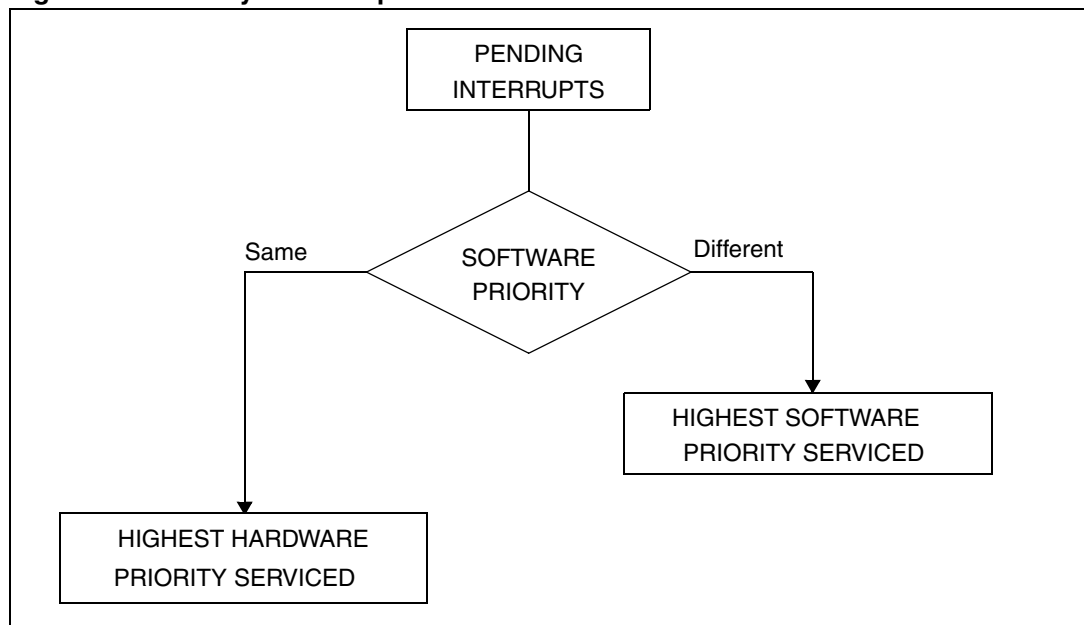 PENDING
INTERRUPTS
Same
SOFTWARE
PRIORITY
Different
HIGHEST SOFTWARE
PRIORITY SERVICED
HIGHEST HARDWARE
PRIORITY SERVICED